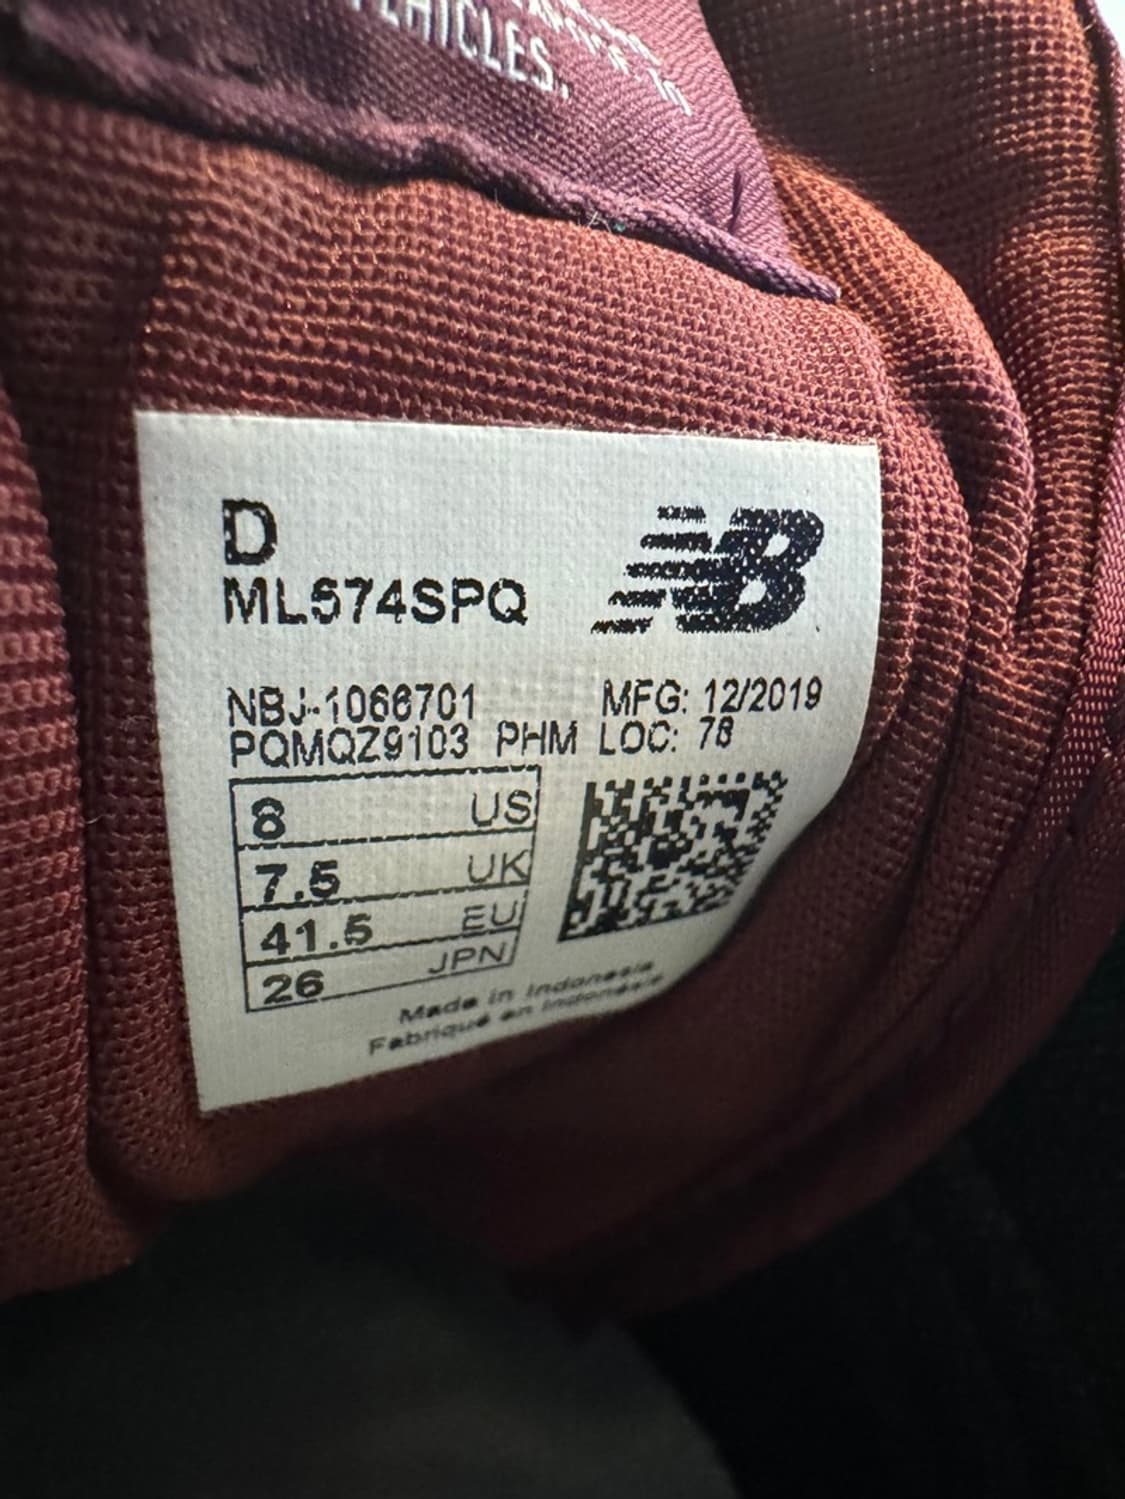 VEHICLES.
D
ML574SPQ
NB
NBJ-1066701 MFG: 12/2019
PQMQZ9103 PHM LOC: 78
8 US
7.5 UK
41.5 EU
26 JPN
Made in Indonesia
Fabriqué en Indonésie